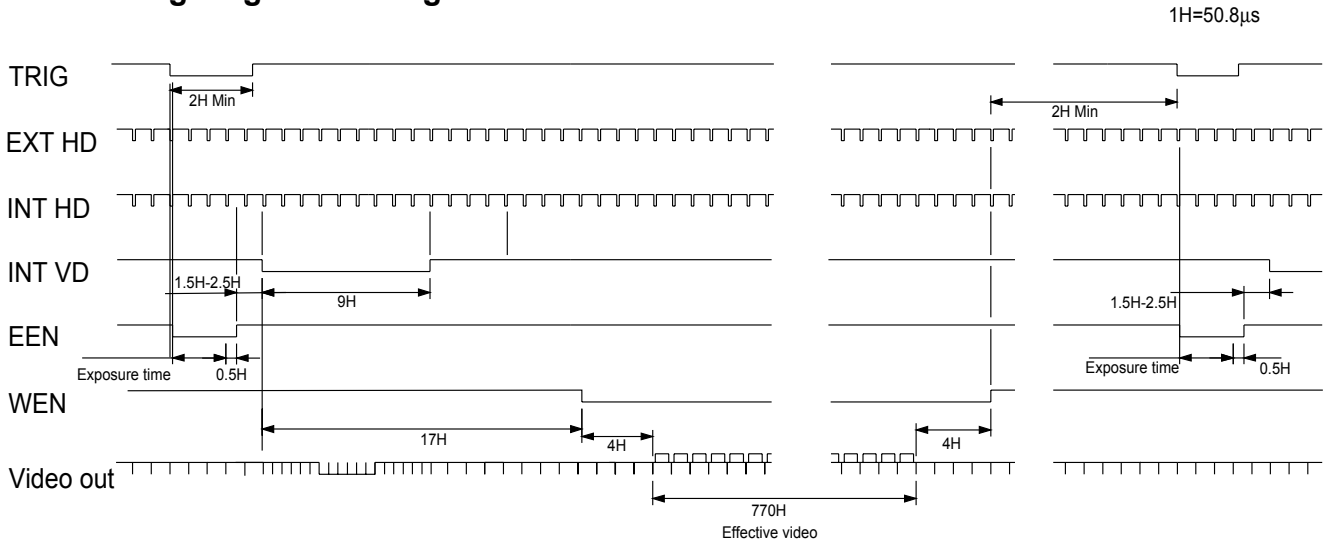 1H=50.8μs
TRIG
2H Min
2H Min
EXT HD
INT HD
INT VD
1.5H-2.5H
9H
1.5H-2.5H
EEN
Exposure time
0.5H
Exposure time
0.5H
WEN
17H
4H
4H
Video out
770H
Effective video